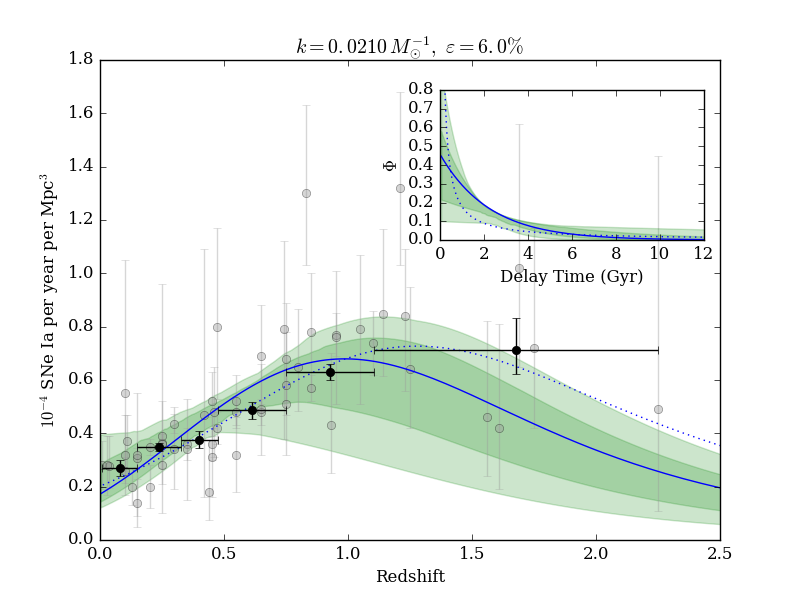 k = 0.0210 M⊙⁻¹, ε = 6.0%
1.8
1.6
1.4
1.2
1.0
0.8
0.6
0.4
0.2
0.0
10⁻⁴ SNe Ia per year per Mpc³
0.0 0.5 1.0 1.5 2.0 2.5
Redshift
0.8
0.7
0.6
0.5
0.4
0.3
0.2
0.1
0.0
Φ
0 2 4 6 8 10 12
Delay Time (Gyr)